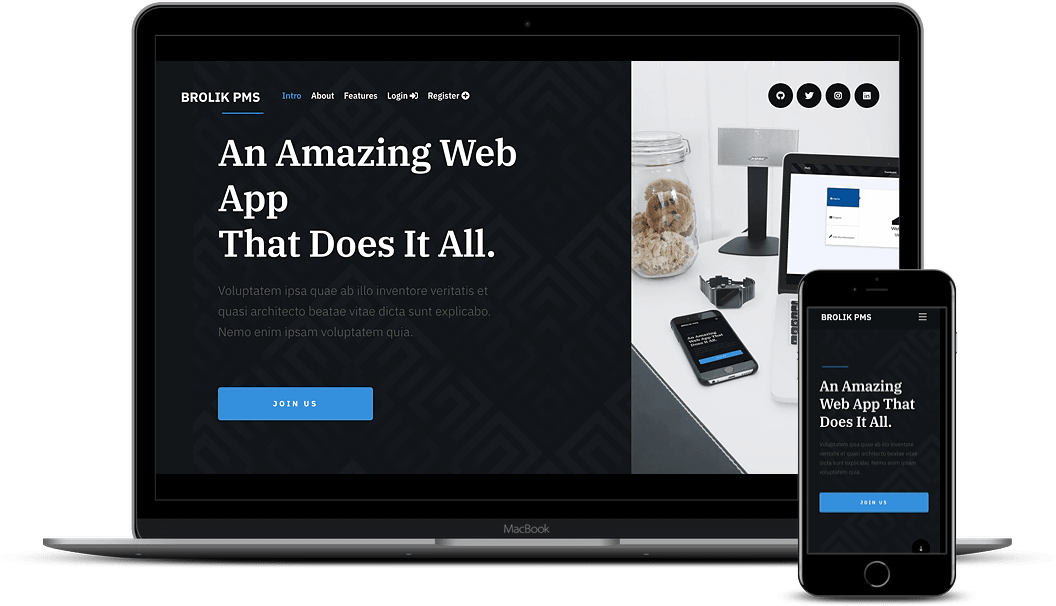 BROLIK PMS
Intro About Features Login Register
An Amazing Web
App
That Does It All.
Voluptatem ipsa quae ab illo inventore veritatis et
quasi architecto beatae vitae dicta sunt explicabo.
Nemo enim ipsam voluptatem quia.
JOIN US
MacBook
An Amazing
Web App That
Does It All.
BROLIK PMS
An Amazing
Web App That
Does It All.
Voluptatem ipsa quae ab illo inventore
veritatis et quasi architecto beatae vitae
dicta sunt explicabo. Nemo enim ipsam
voluptatem quia.
JOIN US